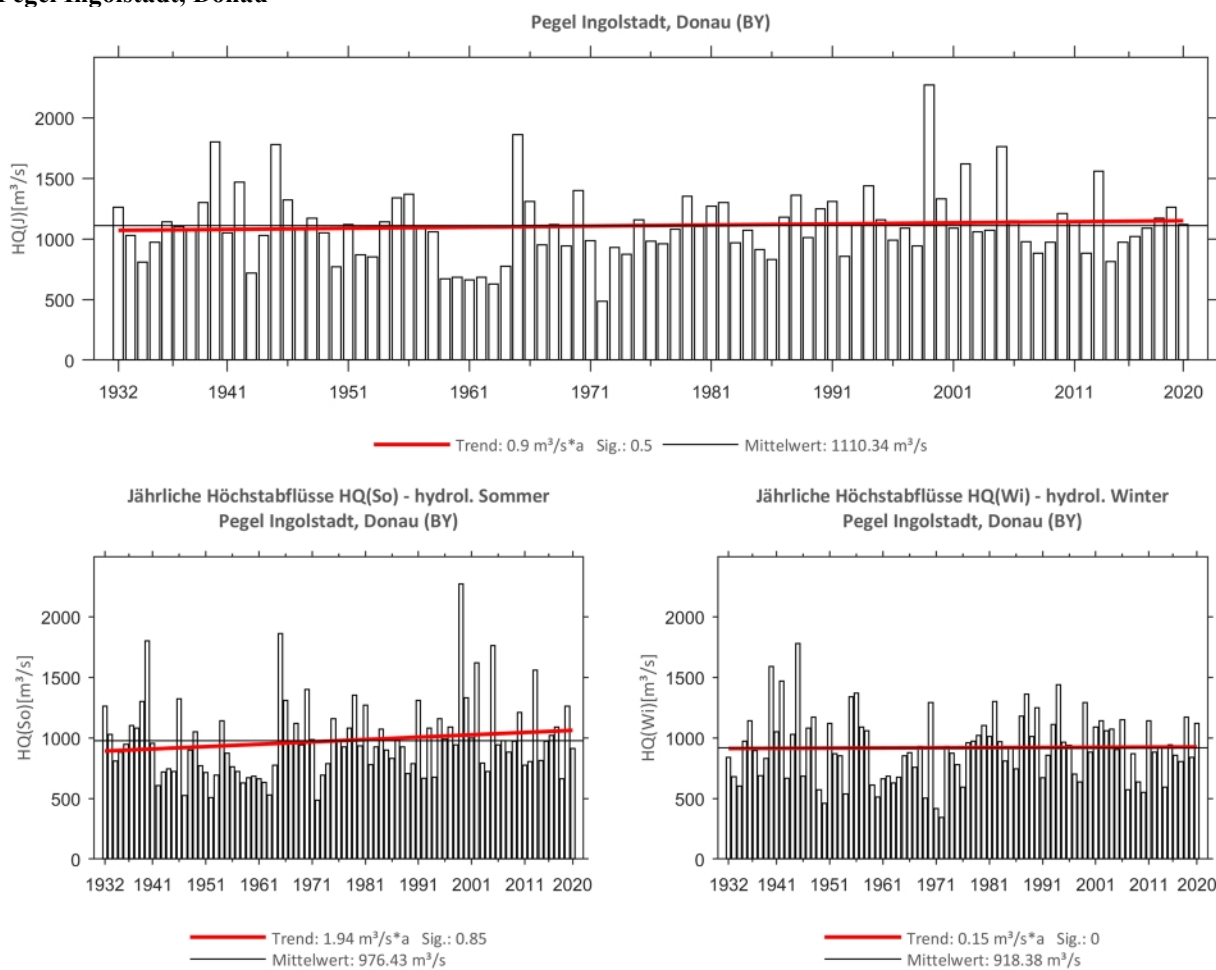 Pegel Ingolstadt, Donau
Pegel Ingolstadt, Donau (BY)
HQ(J)[m³/s]
2000
1500
1000
500
0
1932 1941 1951 1961 1971 1981 1991 2001 2011 2020
Trend: 0.9 m³/s*a Sig.: 0.5 Mittelwert: 1110.34 m³/s
Jährliche Höchstabflüsse HQ(So) - hydrol. Sommer
Pegel Ingolstadt, Donau (BY)
HQ(So)[m³/s]
2000
1500
1000
500
0
1932 1941 1951 1961 1971 1981 1991 2001 2011 2020
Trend: 1.94 m³/s*a Sig.: 0.85
Mittelwert: 976.43 m³/s
Jährliche Höchstabflüsse HQ(Wi) - hydrol. Winter
Pegel Ingolstadt, Donau (BY)
HQ(Wi)[m³/s]
2000
1500
1000
500
0
1932 1941 1951 1961 1971 1981 1991 2001 2011 2020
Trend: 0.15 m³/s*a Sig.: 0
Mittelwert: 918.38 m³/s